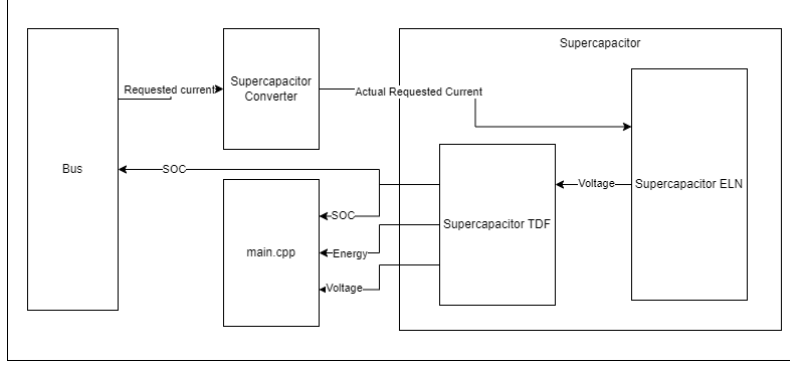 Supercapacitor
Requested current
Supercapacitor
Converter
Actual Requested Current
Bus
SOC
Voltage
Supercapacitor ELN
SOC
Supercapacitor TDF
main.cpp
Energy
Voltage